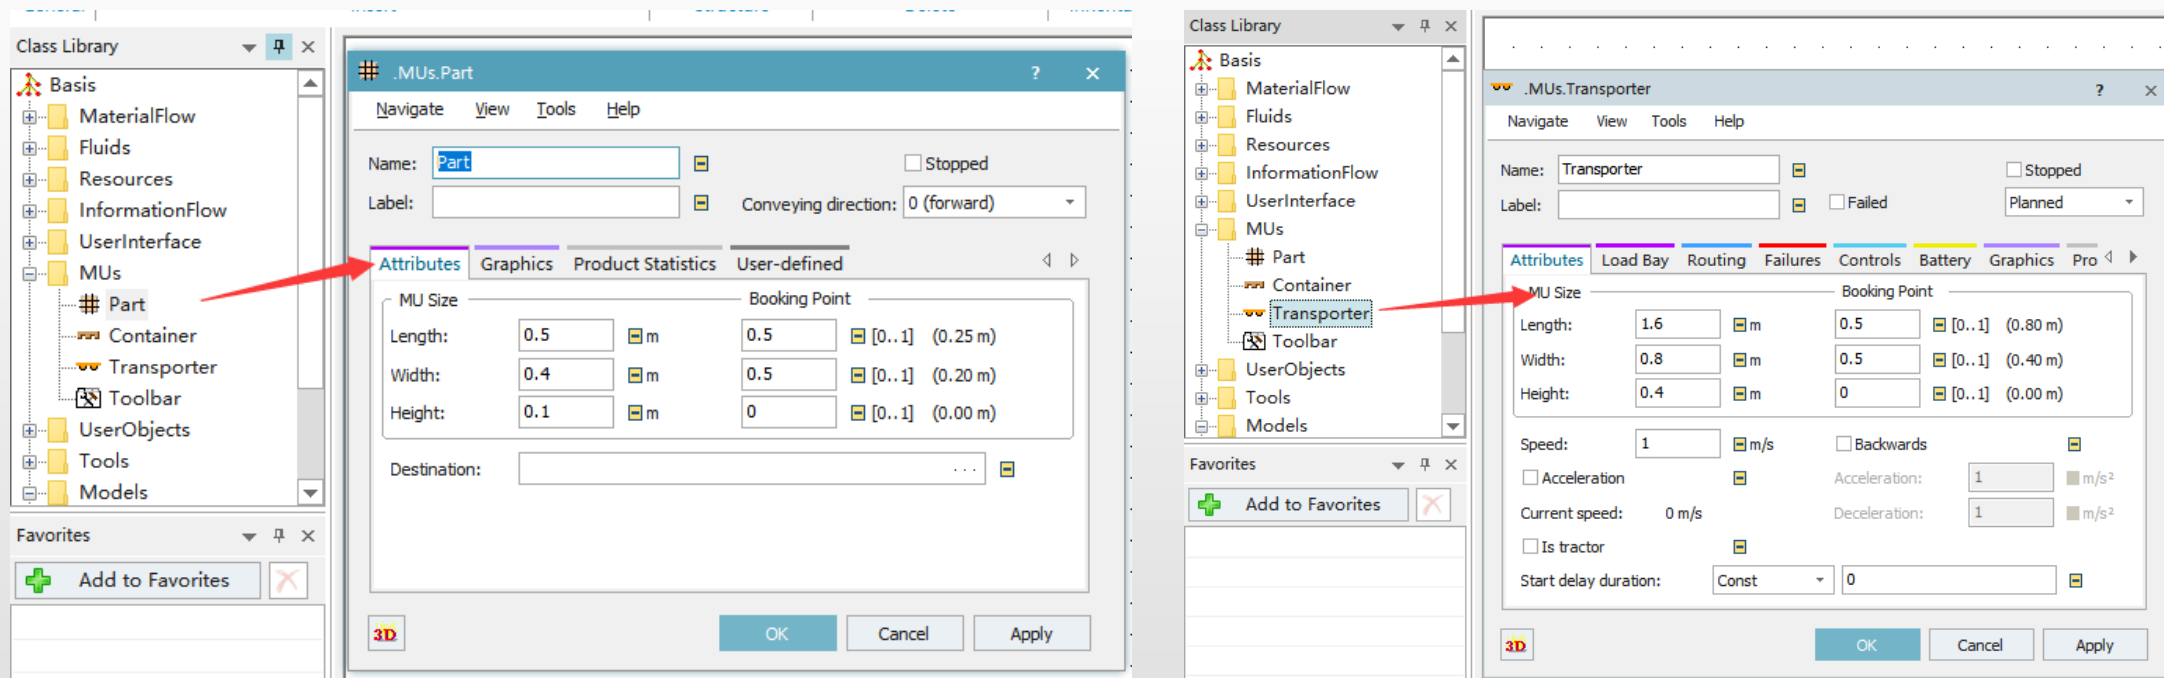 Class Library
Basis
MaterialFlow
Fluids
Resources
InformationFlow
UserInterface
MUs
Part
Container
Transporter
Toolbar
UserObjects
Tools
Models
Favorites
Add to Favorites
.MUs.Part
?
Navigate View Tools Help
Name: Part Stopped
Label: Conveying direction: 0 (forward)
Attributes Graphics Product Statistics User-defined
MU Size Booking Point
Length: 0.5 m 0.5 [0..1] (0.25 m)
Width: 0.4 m 0.5 [0..1] (0.20 m)
Height: 0.1 m 0 [0..1] (0.00 m)
Destination: ...
3D OK Cancel Apply
Class Library
Basis
MaterialFlow
Fluids
Resources
InformationFlow
UserInterface
MUs
Part
Container
Transporter
Toolbar
UserObjects
Tools
Models
Favorites
Add to Favorites
.MUs.Transporter
?
Navigate View Tools Help
Name: Transporter Stopped
Label: Failed Planned
Attributes Load Bay Routing Failures Controls Battery Graphics Pro
MU Size Booking Point
Length: 1.6 m 0.5 [0..1] (0.80 m)
Width: 0.8 m 0.5 [0..1] (0.40 m)
Height: 0.4 m 0 [0..1] (0.00 m)
Speed: 1 m/s Backwards
Acceleration Acceleration: 1 m/s²
Current speed: 0 m/s Deceleration: 1 m/s²
Is tractor
Start delay duration: Const 0
3D OK Cancel Apply